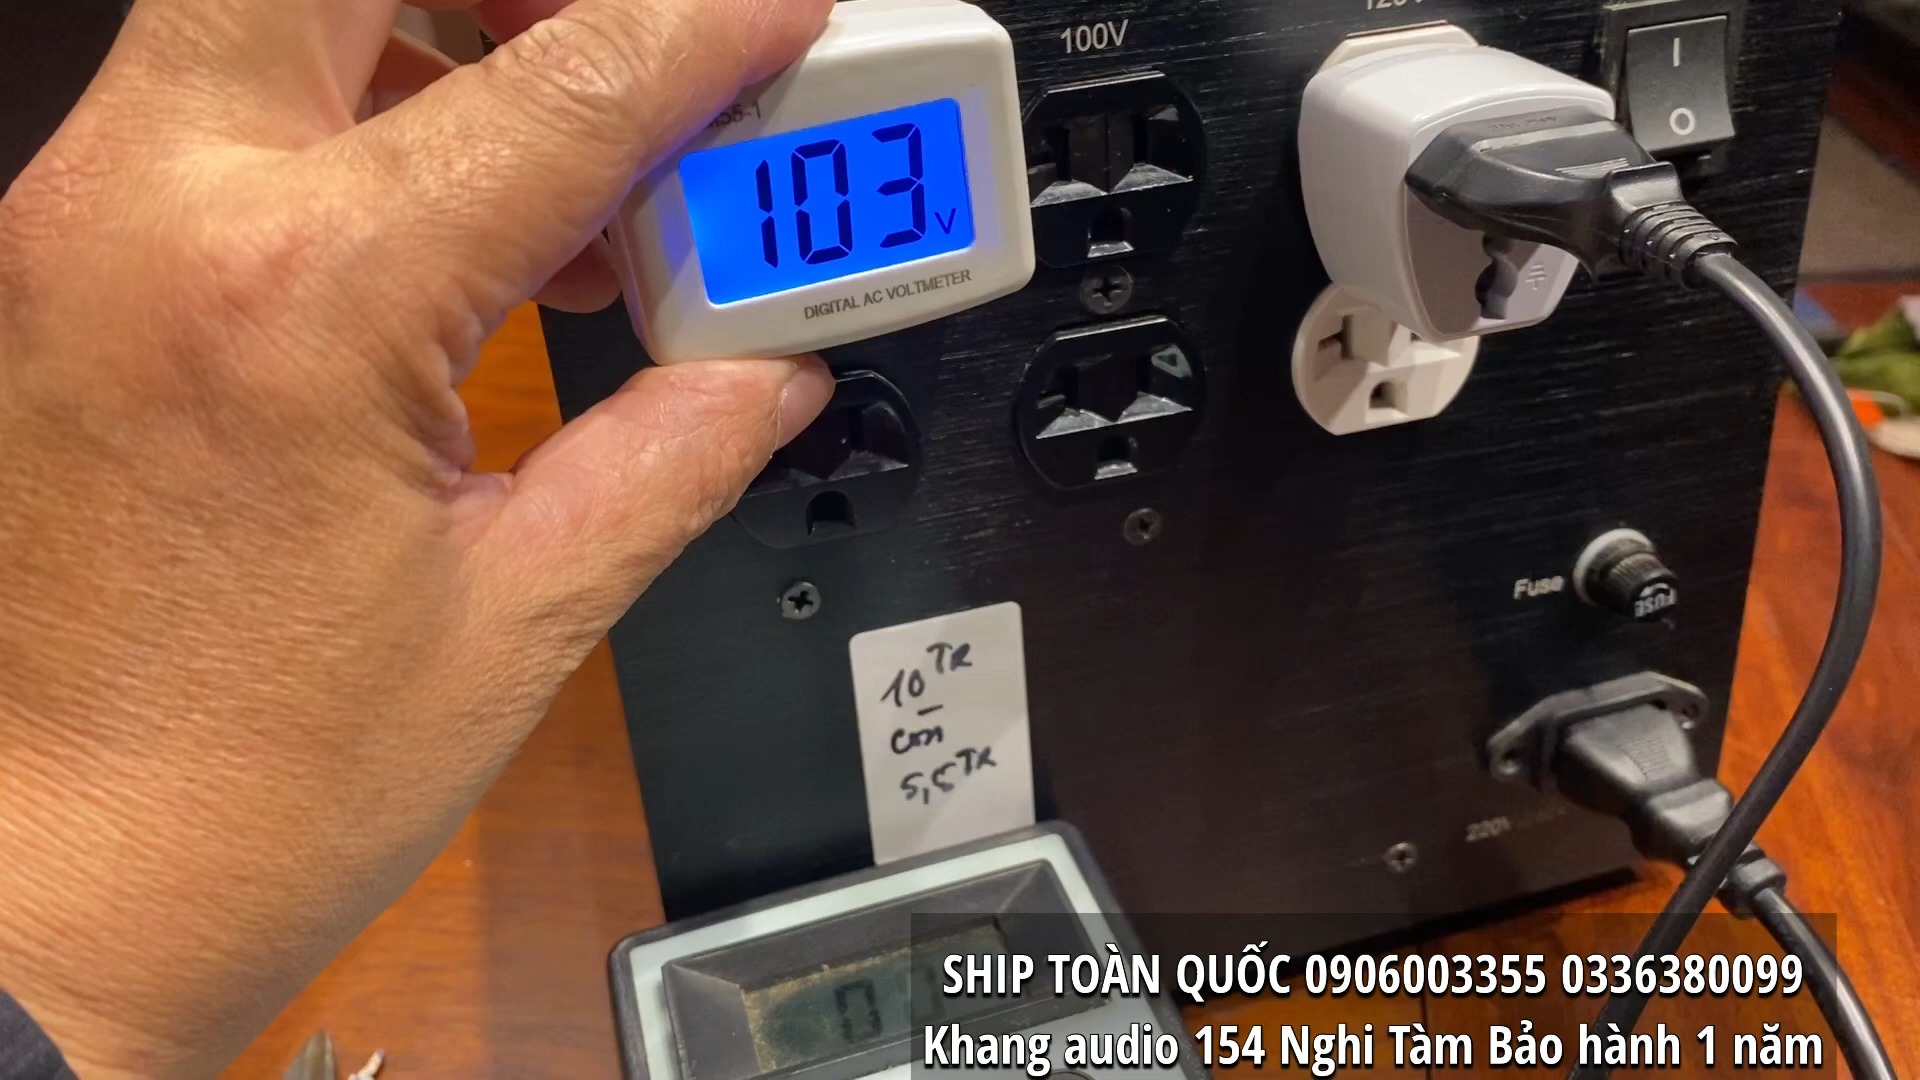 100V
I
O
103
V
DIGITAL AC VOLTMETER
Fuse
FUSE
10TR
còn
5,5TR
0
SHIP TOÀN QUỐC 0906003355 0336380099
Khang audio 154 Nghi Tàm Bảo hành 1 năm